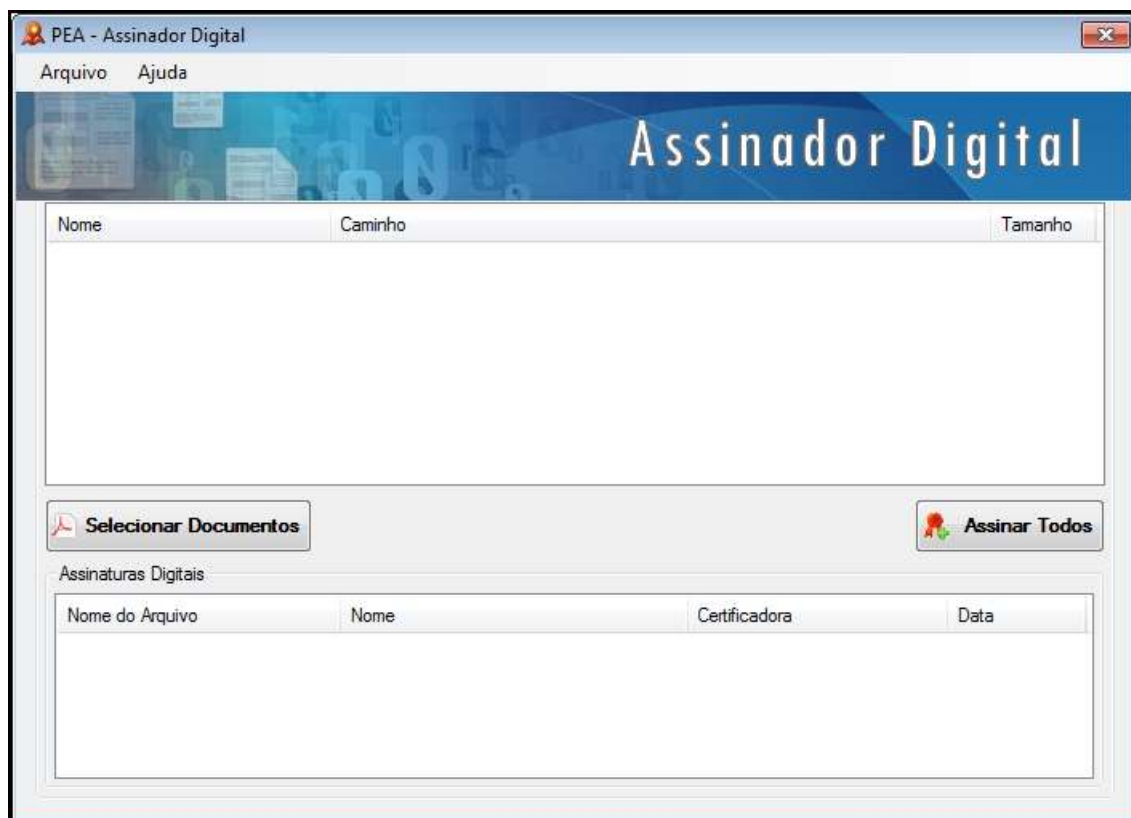 PEA - Assinador Digital
Arquivo Ajuda
Assinador Digital
Nome Caminho Tamanho
Selecionar Documentos Assinar Todos
Assinaturas Digitais
Nome do Arquivo Nome Certificadora Data